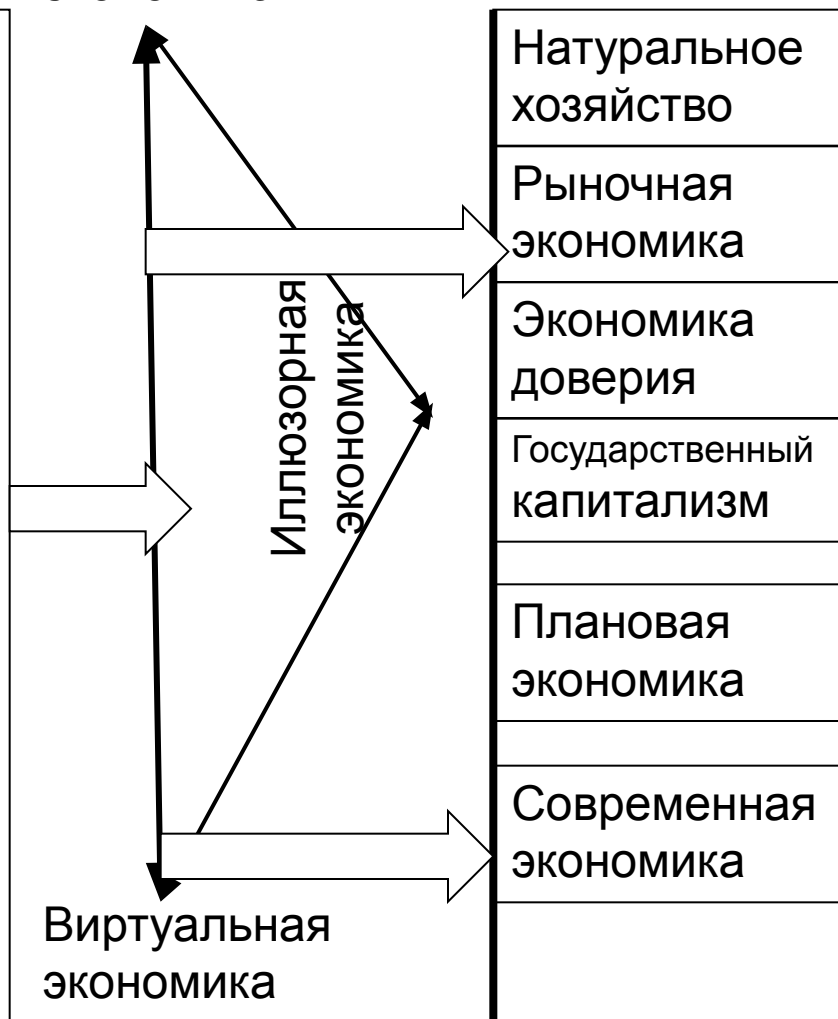 Натуральное
хозяйство
Рыночная
экономика
Иллюзорная
экономика
Экономика
доверия
Государственный
капитализм
Плановая
экономика
Современная
экономика
Виртуальная
экономика